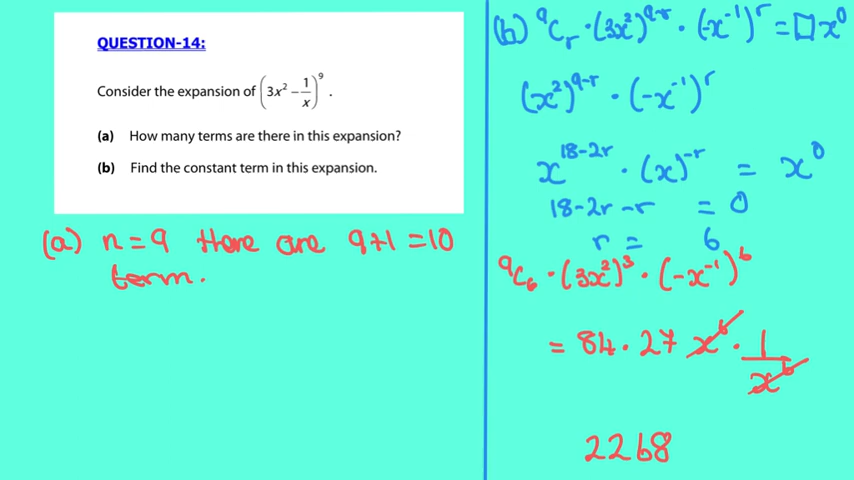 QUESTION-14:
Consider the expansion of (3x² − 1/x)⁹.
(a) How many terms are there in this expansion?
(b) Find the constant term in this expansion.
(a) n=9 there are 9+1=10
term.
(b) ⁹Cᵣ·(3x²)⁹⁻ʳ·(-x⁻¹)ʳ=□x⁰
(x²)⁹⁻ʳ·(-x⁻¹)ʳ
x¹⁸⁻²ʳ·(x)⁻ʳ = x⁰
18-2r-r = 0
r = 6
⁹C₆·(3x²)³·(-x⁻¹)⁶
= 84·27 x⁶·1/x⁶
2268